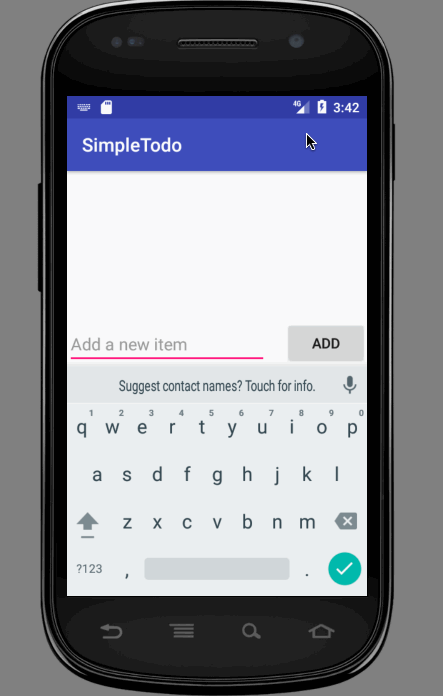 4G 3:42
SimpleTodo
Add a new item ADD
Suggest contact names? Touch for info.
1 2 3 4 5 6 7 8 9 0
q w e r t y u i o p
a s d f g h j k l
z x c v b n m
?123 , .